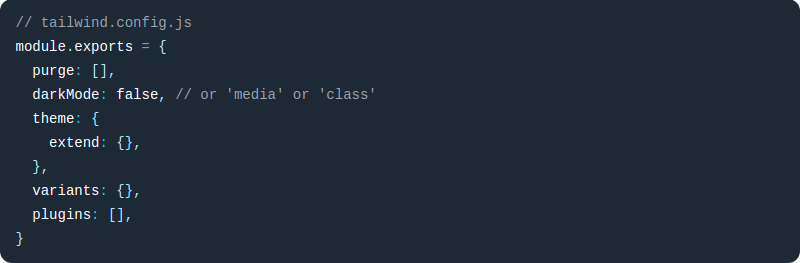 // tailwind.config.js
module.exports = {
  purge: [],
  darkMode: false, // or 'media' or 'class'
  theme: {
    extend: {},
  },
  variants: {},
  plugins: [],
}